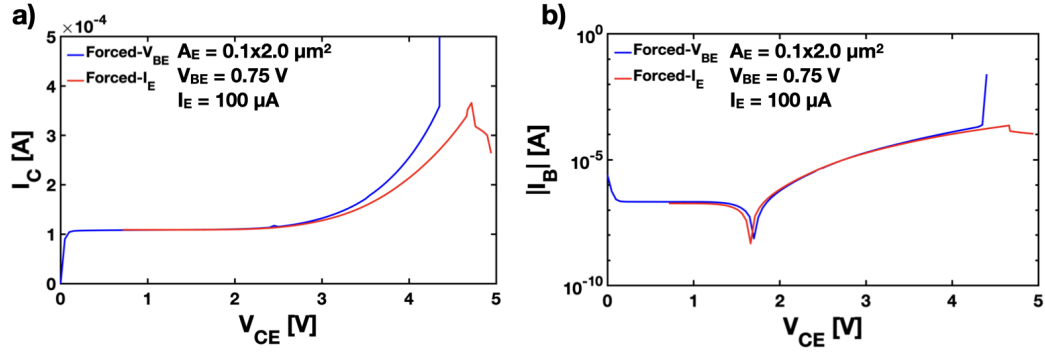 a)
×10⁻⁴
I_C [A]
5
4
3
2
1
0
Forced-V_BE
Forced-I_E
A_E = 0.1x2.0 μm²
V_BE = 0.75 V
I_E = 100 μA
0 1 2 3 4 5
V_CE [V]
b)
|I_B| [A]
10⁰
10⁻⁵
10⁻¹⁰
Forced-V_BE
Forced-I_E
A_E = 0.1x2.0 μm²
V_BE = 0.75 V
I_E = 100 μA
0 1 2 3 4 5
V_CE [V]